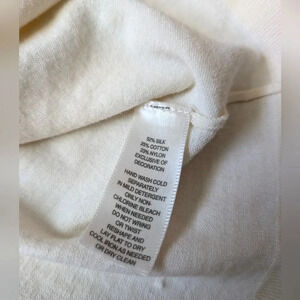 52% SILK
25% COTTON
23% NYLON
EXCLUSIVE OF
DECORATION
HAND WASH COLD
SEPARATELY
IN MILD DETERGENT
ONLY NON-
CHLORINE BLEACH
WHEN NEEDED
DO NOT WRING
OR TWIST
RESHAPE AND
LAY FLAT TO DRY
COOL IRON AS NEEDED
OR DRY CLEAN